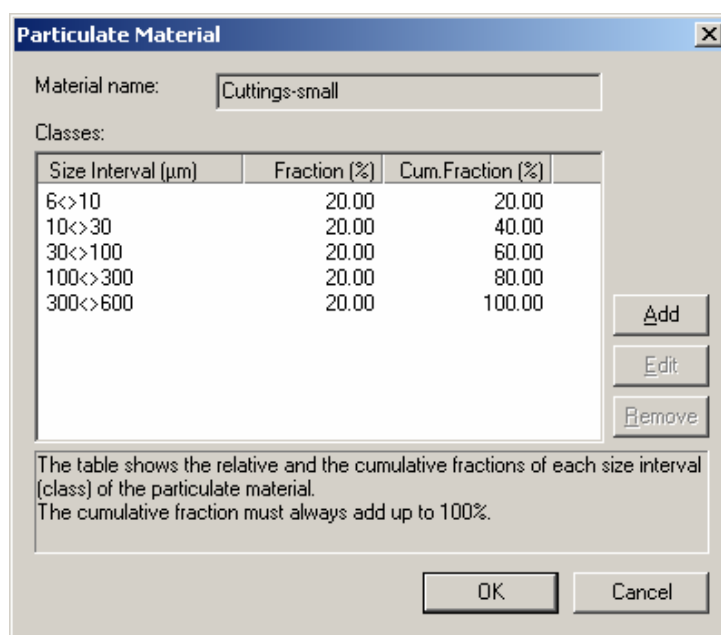 Particulate Material
Material name: Cuttings-small
Classes:
Size Interval (µm) Fraction (%) Cum.Fraction (%)
6<>10 20.00 20.00
10<>30 20.00 40.00
30<>100 20.00 60.00
100<>300 20.00 80.00
300<>600 20.00 100.00
Add
Edit
Remove
The table shows the relative and the cumulative fractions of each size interval
(class) of the particulate material.
The cumulative fraction must always add up to 100%.
OK Cancel